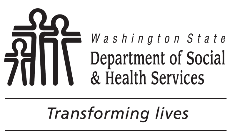 Washington State
Department of Social
& Health Services
Transforming lives